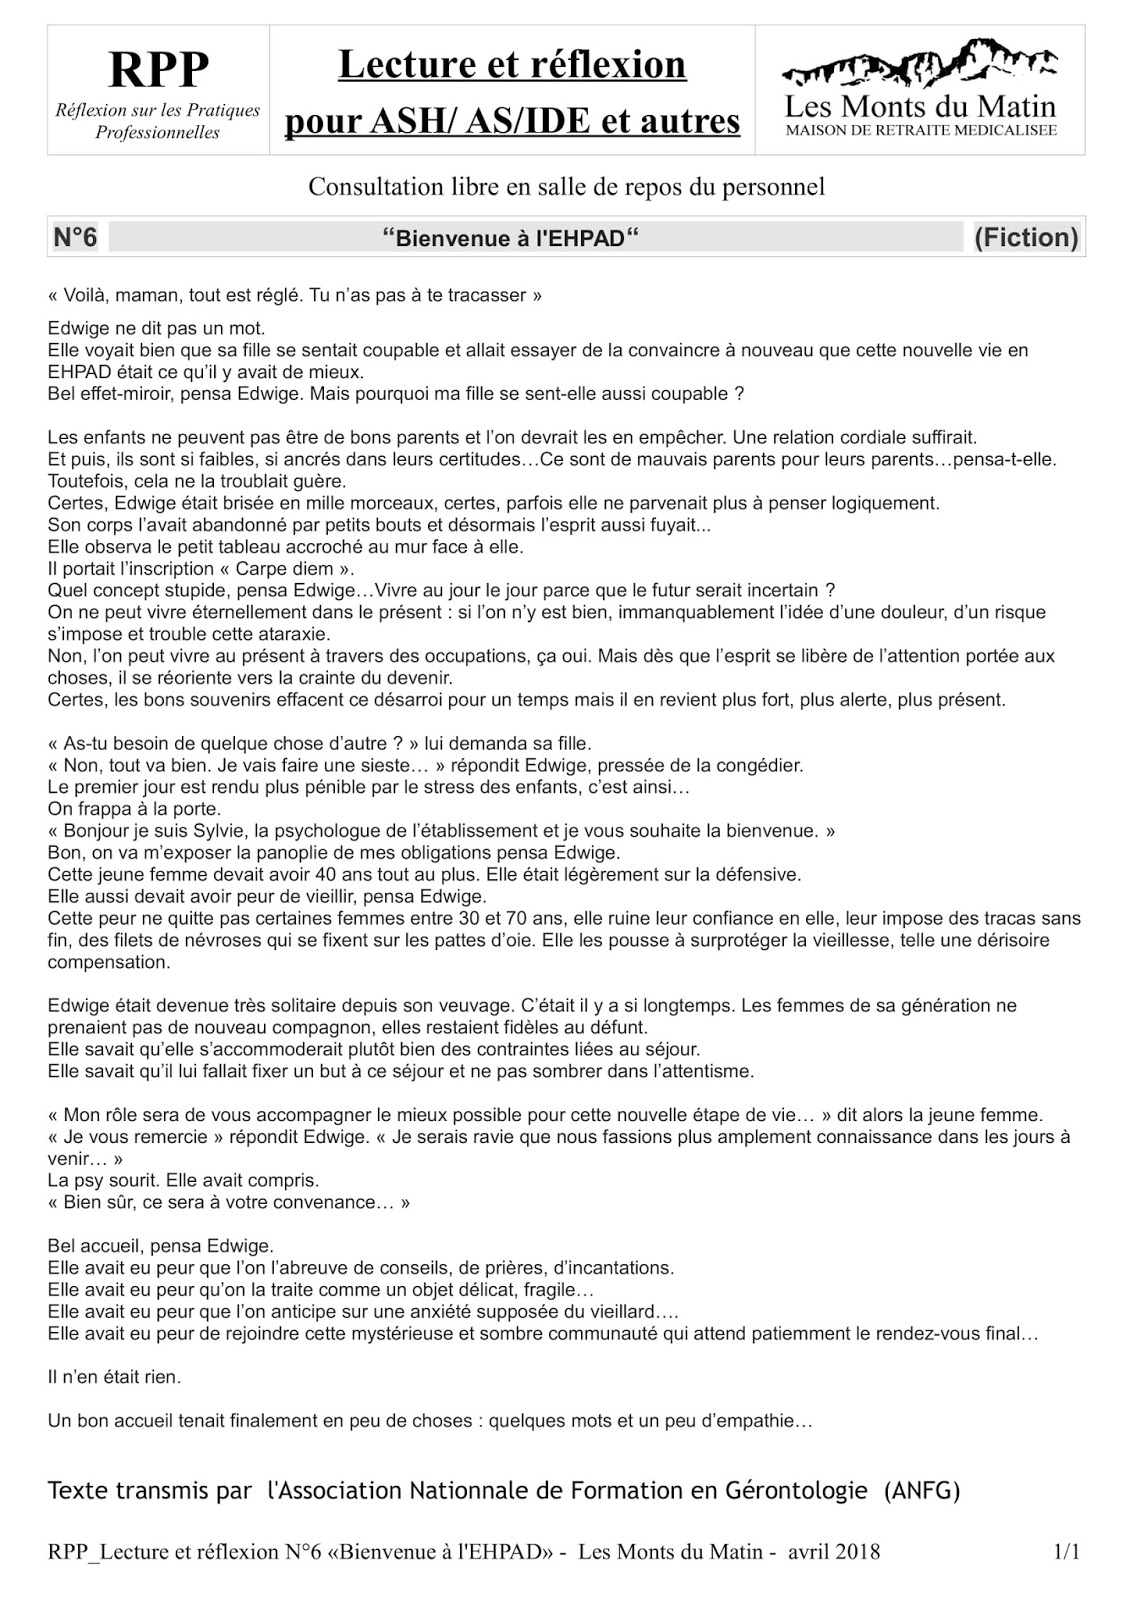 RPP
Réflexion sur les Pratiques
Professionnelles
Lecture et réflexion
pour ASH/ AS/IDE et autres
Les Monts du Matin
MAISON DE RETRAITE MEDICALISEE
Consultation libre en salle de repos du personnel
N°6 “Bienvenue à l'EHPAD“ (Fiction)
« Voilà, maman, tout est réglé. Tu n’as pas à te tracasser »
Edwige ne dit pas un mot.
Elle voyait bien que sa fille se sentait coupable et allait essayer de la convaincre à nouveau que cette nouvelle vie en
EHPAD était ce qu’il y avait de mieux.
Bel effet-miroir, pensa Edwige. Mais pourquoi ma fille se sent-elle aussi coupable ?
Les enfants ne peuvent pas être de bons parents et l’on devrait les en empêcher. Une relation cordiale suffirait.
Et puis, ils sont si faibles, si ancrés dans leurs certitudes…Ce sont de mauvais parents pour leurs parents…pensa-t-elle.
Toutefois, cela ne la troublait guère.
Certes, Edwige était brisée en mille morceaux, certes, parfois elle ne parvenait plus à penser logiquement.
Son corps l’avait abandonné par petits bouts et désormais l’esprit aussi fuyait...
Elle observa le petit tableau accroché au mur face à elle.
Il portait l’inscription « Carpe diem ».
Quel concept stupide, pensa Edwige…Vivre au jour le jour parce que le futur serait incertain ?
On ne peut vivre éternellement dans le présent : si l’on n’y est bien, immanquablement l’idée d’une douleur, d’un risque
s’impose et trouble cette ataraxie.
Non, l’on peut vivre au présent à travers des occupations, ça oui. Mais dès que l’esprit se libère de l’attention portée aux
choses, il se réoriente vers la crainte du devenir.
Certes, les bons souvenirs effacent ce désarroi pour un temps mais il en revient plus fort, plus alerte, plus présent.
« As-tu besoin de quelque chose d’autre ? » lui demanda sa fille.
« Non, tout va bien. Je vais faire une sieste… » répondit Edwige, pressée de la congédier.
Le premier jour est rendu plus pénible par le stress des enfants, c’est ainsi…
On frappa à la porte.
« Bonjour je suis Sylvie, la psychologue de l’établissement et je vous souhaite la bienvenue. »
Bon, on va m’exposer la panoplie de mes obligations pensa Edwige.
Cette jeune femme devait avoir 40 ans tout au plus. Elle était légèrement sur la défensive.
Elle aussi devait avoir peur de vieillir, pensa Edwige.
Cette peur ne quitte pas certaines femmes entre 30 et 70 ans, elle ruine leur confiance en elle, leur impose des tracas sans
fin, des filets de névroses qui se fixent sur les pattes d’oie. Elle les pousse à surprotéger la vieillesse, telle une dérisoire
compensation.
Edwige était devenue très solitaire depuis son veuvage. C’était il y a si longtemps. Les femmes de sa génération ne
prenaient pas de nouveau compagnon, elles restaient fidèles au défunt.
Elle savait qu’elle s’accommoderait plutôt bien des contraintes liées au séjour.
Elle savait qu’il lui fallait fixer un but à ce séjour et ne pas sombrer dans l’attentisme.
« Mon rôle sera de vous accompagner le mieux possible pour cette nouvelle étape de vie… » dit alors la jeune femme.
« Je vous remercie » répondit Edwige. « Je serais ravie que nous fassions plus amplement connaissance dans les jours à
venir… »
La psy sourit. Elle avait compris.
« Bien sûr, ce sera à votre convenance… »
Bel accueil, pensa Edwige.
Elle avait eu peur que l’on l’abreuve de conseils, de prières, d’incantations.
Elle avait eu peur qu’on la traite comme un objet délicat, fragile…
Elle avait eu peur que l’on anticipe sur une anxiété supposée du vieillard….
Elle avait eu peur de rejoindre cette mystérieuse et sombre communauté qui attend patiemment le rendez-vous final…
Il n’en était rien.
Un bon accueil tenait finalement en peu de choses : quelques mots et un peu d’empathie…
Texte transmis par l'Association Nationnale de Formation en Gérontologie (ANFG)
RPP_Lecture et réflexion N°6 «Bienvenue à l'EHPAD» - Les Monts du Matin - avril 2018 1/1